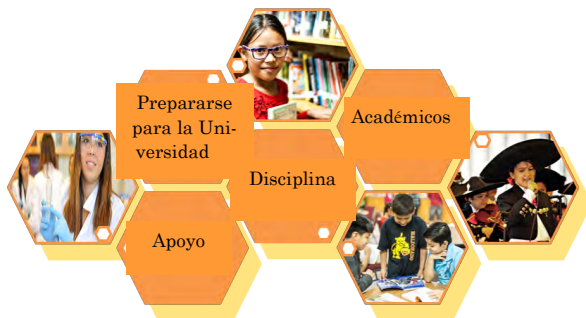 Prepararse
para la Uni-
versidad
Académicos
Disciplina
Apoyo